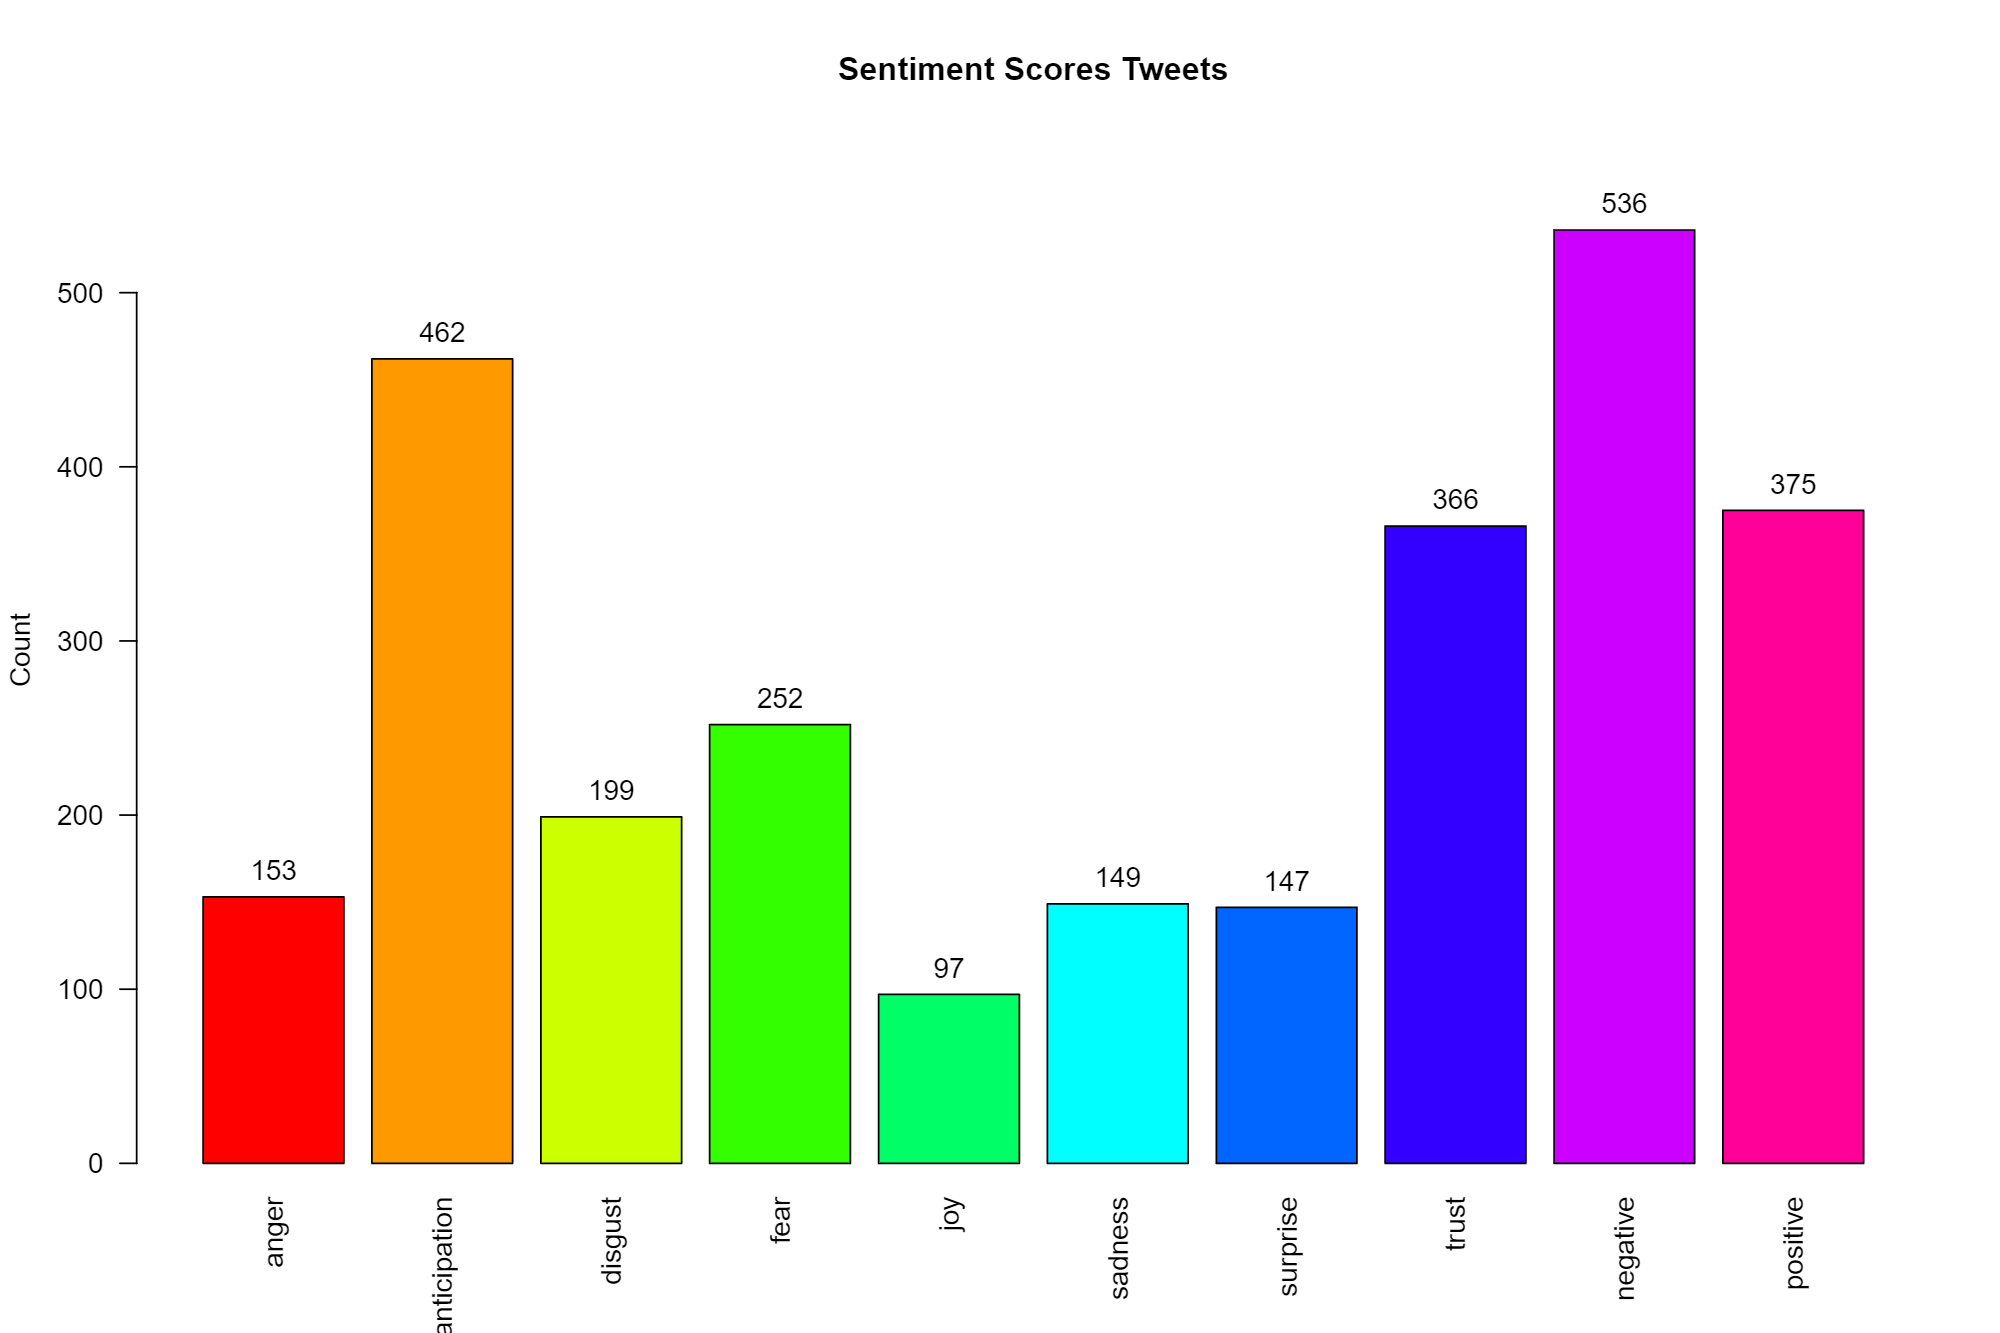 Sentiment Scores Tweets
536
500
462
400
375
366
300
252
200
199
153
149
147
100
97
0
Count
anger
anticipation
disgust
fear
joy
sadness
surprise
trust
negative
positive